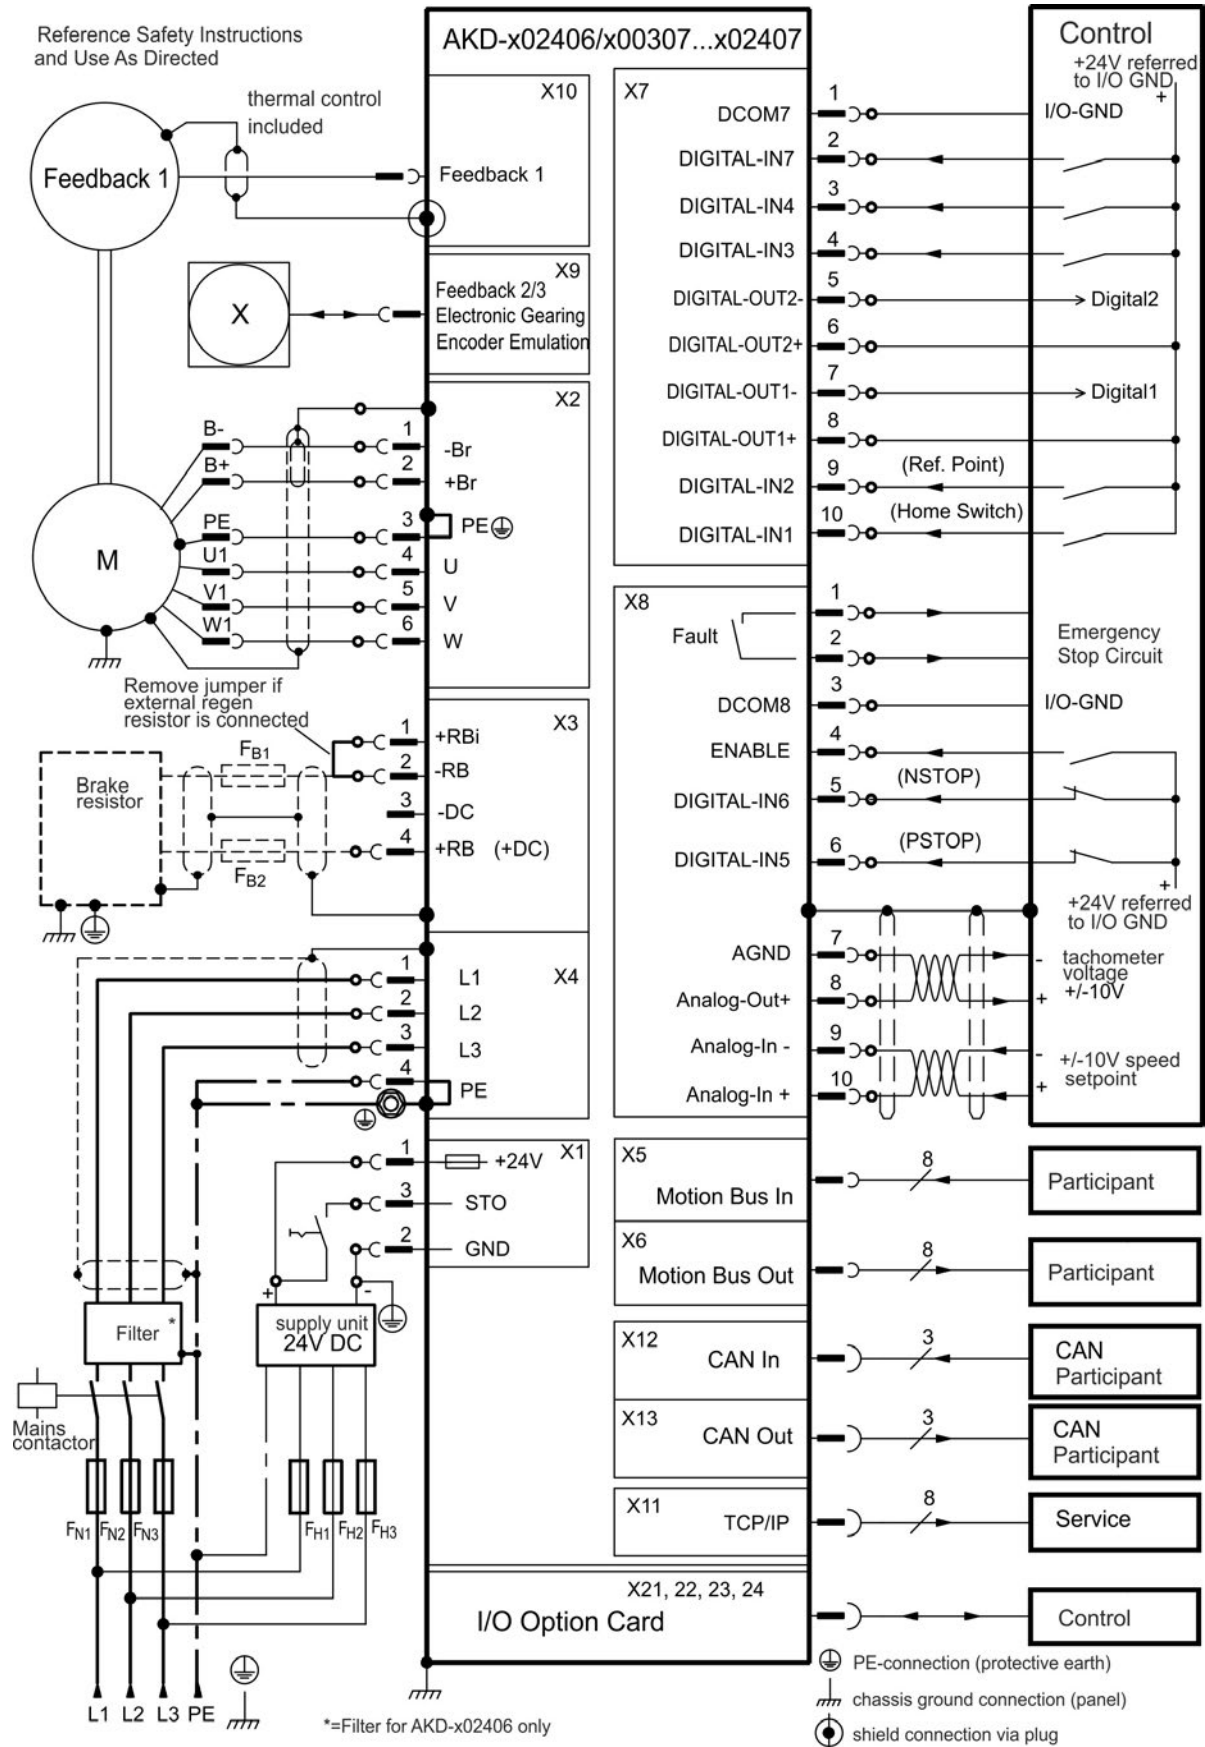 Reference Safety Instructions
and Use As Directed
AKD-x02406/x00307...x02407
Control
+24V referred
to I/O GND
+
X10
thermal control
included
Feedback 1
Feedback 1
X9
Feedback 2/3
Electronic Gearing
Encoder Emulation
X
X2
B-
1
-Br
B+
2
+Br
PE
3
PE
U1
4
U
V1
5
V
W1
6
W
M
Remove jumper if
external regen
resistor is connected
X3
1
+RBi
FB1
2
-RB
Brake
resistor
3
-DC
4
+RB (+DC)
FB2
X4
1
L1
2
L2
3
L3
4
PE
X1
1
+24V
3
STO
2
GND
+
-
supply unit
24V DC
Filter *
Mains
contactor
FN1 FN2 FN3
FH1 FH2 FH3
L1 L2 L3 PE
*=Filter for AKD-x02406 only
X7
DCOM7
1
I/O-GND
DIGITAL-IN7
2
DIGITAL-IN4
3
DIGITAL-IN3
4
DIGITAL-OUT2-
5
Digital2
DIGITAL-OUT2+
6
DIGITAL-OUT1-
7
Digital1
DIGITAL-OUT1+
8
DIGITAL-IN2
9
(Ref. Point)
DIGITAL-IN1
10
(Home Switch)
X8
Fault
1
2
Emergency
Stop Circuit
DCOM8
3
I/O-GND
ENABLE
4
DIGITAL-IN6
5
(NSTOP)
DIGITAL-IN5
6
(PSTOP)
+
+24V referred
to I/O GND
AGND
7
-
tachometer
voltage
+/-10V
Analog-Out+
8
+
Analog-In -
9
-
+/-10V speed
setpoint
Analog-In +
10
+
X5
Motion Bus In
8
Participant
X6
Motion Bus Out
8
Participant
X12
CAN In
3
CAN
Participant
X13
CAN Out
3
CAN
Participant
X11
TCP/IP
8
Service
X21, 22, 23, 24
I/O Option Card
Control
PE-connection (protective earth)
chassis ground connection (panel)
shield connection via plug